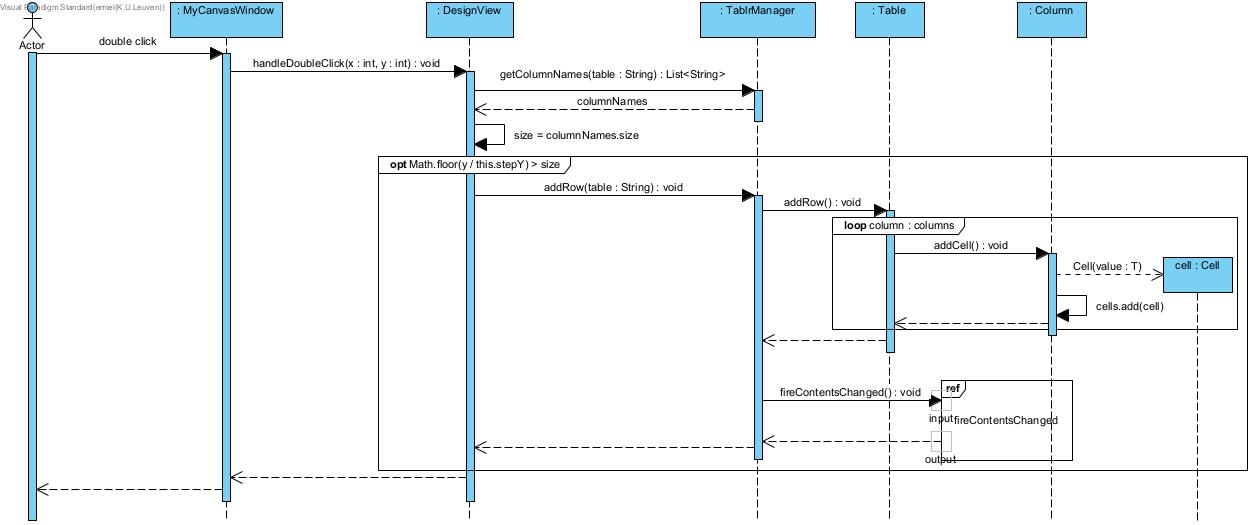 Visual Paradigm Standard(emiel(K.U.Leuven))
: MyCanvasWindow
: DesignView
: TablrManager
: Table
: Column
Actor
double click
handleDoubleClick(x : int, y : int) : void
getColumnNames(table : String) : List<String>
columnNames
size = columnNames.size
opt Math.floor(y / this.stepY) > size
addRow(table : String) : void
addRow() : void
loop column : columns
addCell() : void
Cell(value : T)
cell : Cell
cells.add(cell)
ref
fireContentsChanged() : void
input
fireContentsChanged
output